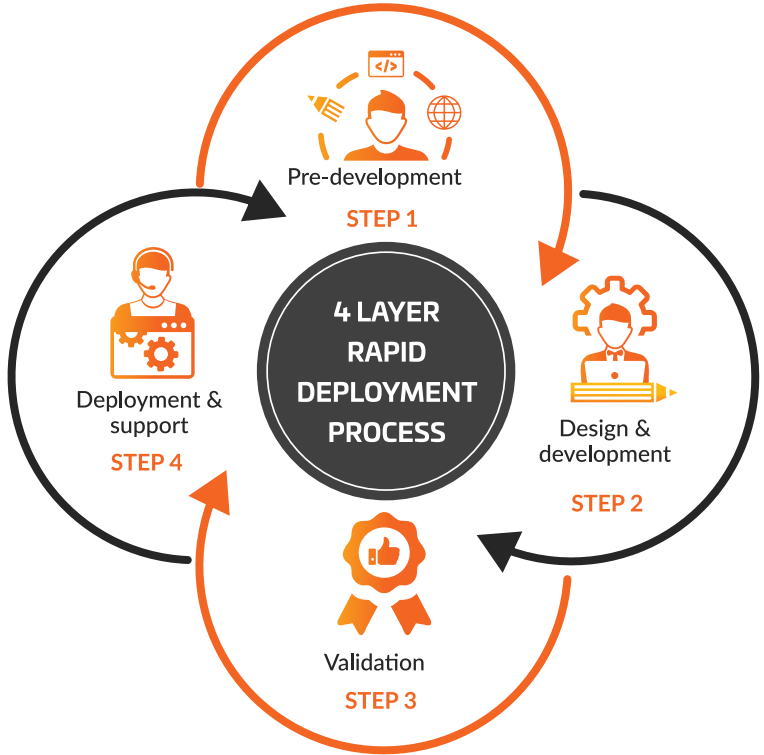 </>
Pre-development
STEP 1
4 LAYER
RAPID
DEPLOYMENT
PROCESS
Design &
development
STEP 2
Validation
STEP 3
Deployment &
support
STEP 4